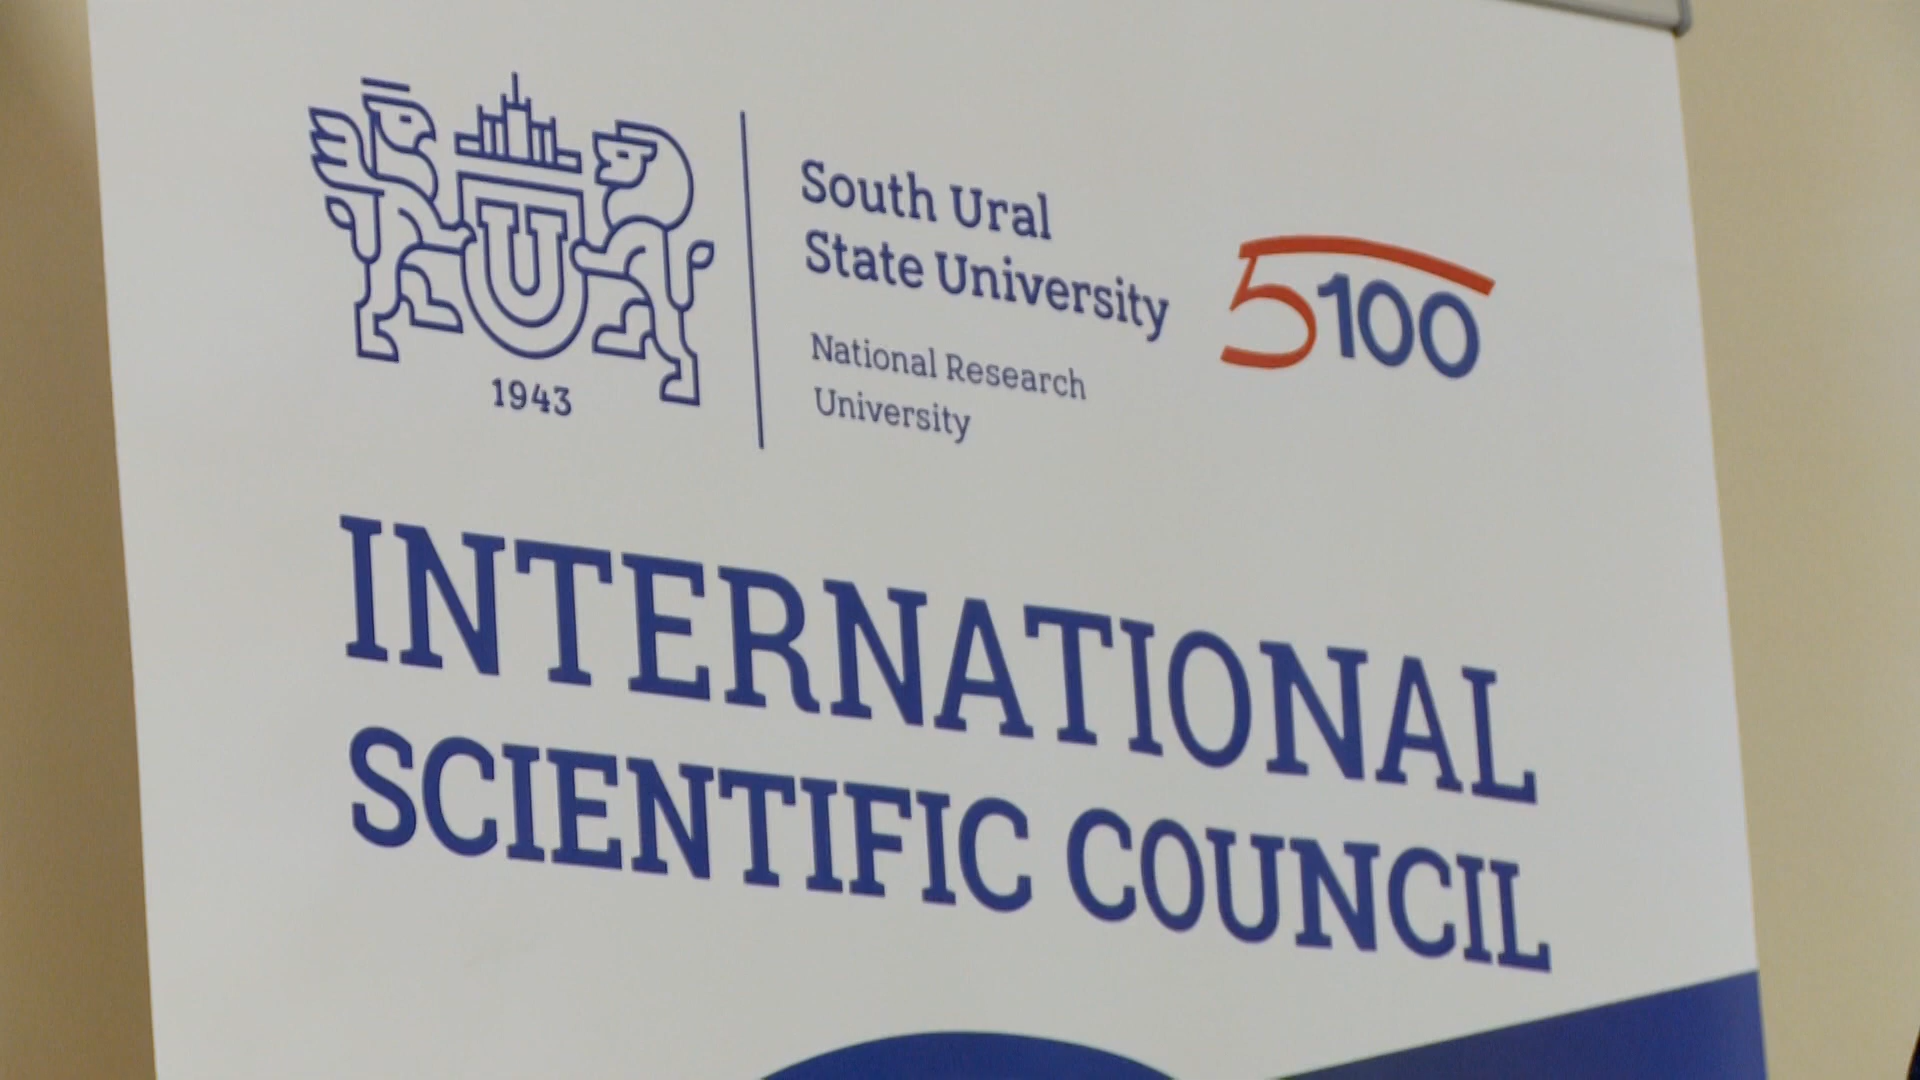 U
1943
South Ural
State University
National Research
University
5100
INTERNATIONAL
SCIENTIFIC COUNCIL